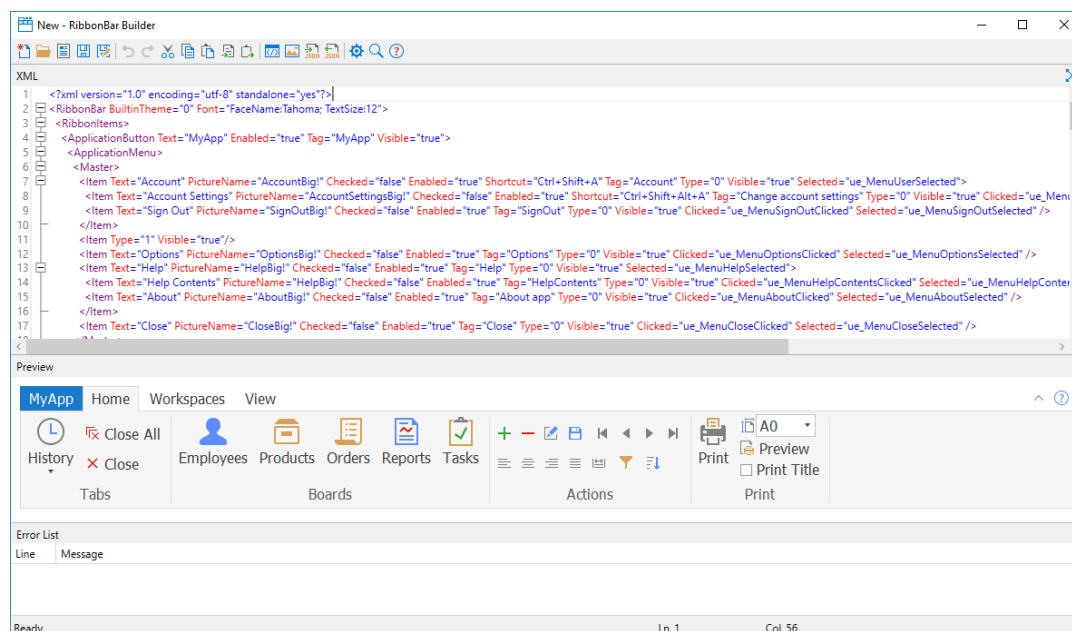 New - RibbonBar Builder
XML
1 <?xml version="1.0" encoding="utf-8" standalone="yes"?>
2 <RibbonBar BuiltinTheme="0" Font="FaceName:Tahoma; TextSize:12">
3 <RibbonItems>
4 <ApplicationButton Text="MyApp" Enabled="true" Tag="MyApp" Visible="true">
5 <ApplicationMenu>
6 <Master>
7 <Item Text="Account" PictureName="AccountBig!" Checked="false" Enabled="true" Shortcut="Ctrl+Shift+A" Tag="Account" Type="0" Visible="true" Selected="ue_MenuUserSelected">
8 <Item Text="Account Settings" PictureName="AccountSettingsBig!" Checked="false" Enabled="true" Shortcut="Ctrl+Shift+Alt+A" Tag="Change account settings" Type="0" Visible="true" Clicked="ue_Menu
9 <Item Text="Sign Out" PictureName="SignOutBig!" Checked="false" Enabled="true" Tag="SignOut" Type="0" Visible="true" Clicked="ue_MenuSignOutClicked" Selected="ue_MenuSignOutSelected" />
10 </Item>
11 <Item Type="1" Visible="true"/>
12 <Item Text="Options" PictureName="OptionsBig!" Checked="false" Enabled="true" Tag="Options" Type="0" Visible="true" Clicked="ue_MenuOptionsClicked" Selected="ue_MenuOptionsSelected" />
13 <Item Text="Help" PictureName="HelpBig!" Checked="false" Enabled="true" Tag="Help" Type="0" Visible="true" Selected="ue_MenuHelpSelected">
14 <Item Text="Help Contents" PictureName="HelpBig!" Checked="false" Enabled="true" Tag="HelpContents" Type="0" Visible="true" Clicked="ue_MenuHelpContentsClicked" Selected="ue_MenuHelpConten
15 <Item Text="About" PictureName="AboutBig!" Checked="false" Enabled="true" Tag="About app" Type="0" Visible="true" Clicked="ue_MenuAboutClicked" Selected="ue_MenuAboutSelected" />
16 </Item>
17 <Item Text="Close" PictureName="CloseBig!" Checked="false" Enabled="true" Tag="Close" Type="0" Visible="true" Clicked="ue_MenuCloseClicked" Selected="ue_MenuCloseSelected" />
Preview
MyApp Home Workspaces View
History Close All Close Employees Products Orders Reports Tasks Print A0 Preview Print Title
Tabs Boards Actions Print
Error List
Line Message
Ready Ln 1 Col 56